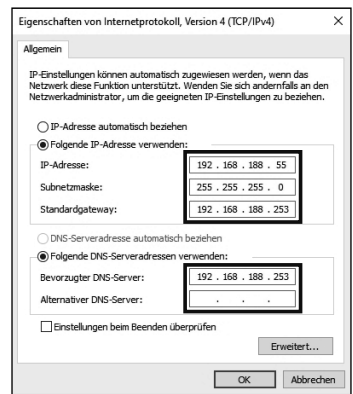 Eigenschaften von Internetprotokoll, Version 4 (TCP/IPv4)
Allgemein
IP-Einstellungen können automatisch zugewiesen werden, wenn das
Netzwerk diese Funktion unterstützt. Wenden Sie sich andernfalls an den
Netzwerkadministrator, um die geeigneten IP-Einstellungen zu beziehen.
IP-Adresse automatisch beziehen
Folgende IP-Adresse verwenden:
IP-Adresse: 192 . 168 . 188 . 55
Subnetzmaske: 255 . 255 . 255 . 0
Standardgateway: 192 . 168 . 188 . 253
DNS-Serveradresse automatisch beziehen
Folgende DNS-Serveradressen verwenden:
Bevorzugter DNS-Server: 192 . 168 . 188 . 253
Alternativer DNS-Server: . . .
Einstellungen beim Beenden überprüfen
Erweitert...
OK Abbrechen